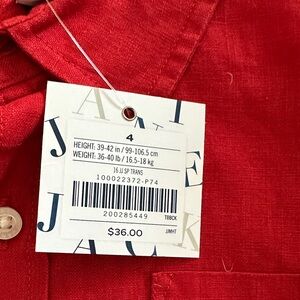 4
HEIGHT: 39-42 in / 99-106.5 cm
WEIGHT: 36-40 lb / 16.5-18 kg
16 JJ SP TRANS
100022372-P74
200285449
TBBCK
$36.00
JJMHT